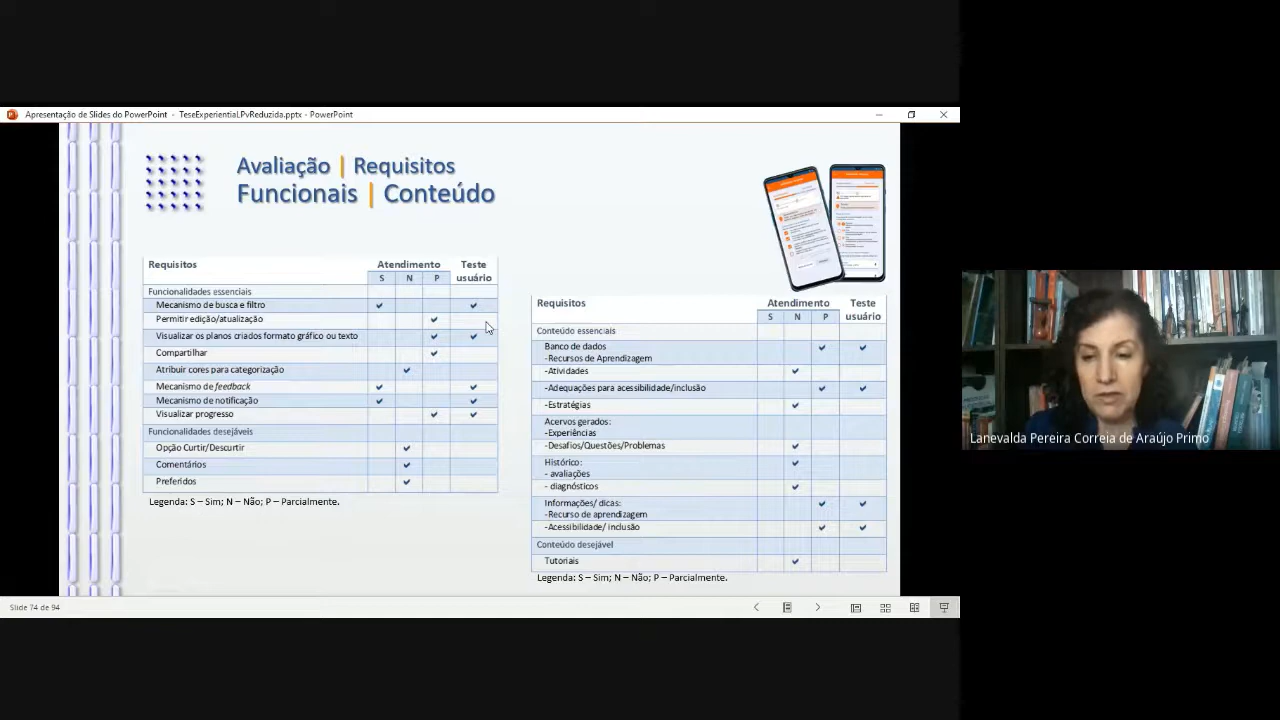 Apresentação de Slides do PowerPoint - TeseExperiential.PvReduzida.pptx - PowerPoint
Avaliação | Requisitos
Funcionais | Conteúdo
Requisitos Atendimento Teste usuário
S N P
Funcionalidades essenciais
Mecanismo de busca e filtro ✓ ✓
Permitir edição/atualização ✓
Visualizar os planos criados formato gráfico ou texto ✓ ✓
Compartilhar ✓
Atribuir cores para categorização ✓
Mecanismo de feedback ✓ ✓
Mecanismo de notificação ✓ ✓
Visualizar progresso ✓ ✓
Funcionalidades desejáveis
Opção Curtir/Descurtir ✓
Comentários ✓
Preferidos ✓
Legenda: S – Sim; N – Não; P – Parcialmente.
Requisitos Atendimento Teste usuário
S N P
Conteúdo essenciais
Banco de dados ✓ ✓
-Recursos de Aprendizagem
-Atividades ✓
-Adequações para acessibilidade/inclusão ✓ ✓
-Estratégias ✓
Acervos gerados:
-Experiências
-Desafios/Questões/Problemas ✓
Histórico: ✓
- avaliações
- diagnósticos ✓
Informações/ dicas: ✓ ✓
-Recurso de aprendizagem
-Acessibilidade/ inclusão ✓ ✓
Conteúdo desejável
Tutoriais ✓
Legenda: S – Sim; N – Não; P – Parcialmente.
Lanevalda Pereira Correia de Araújo Primo
Slide 74 de 94